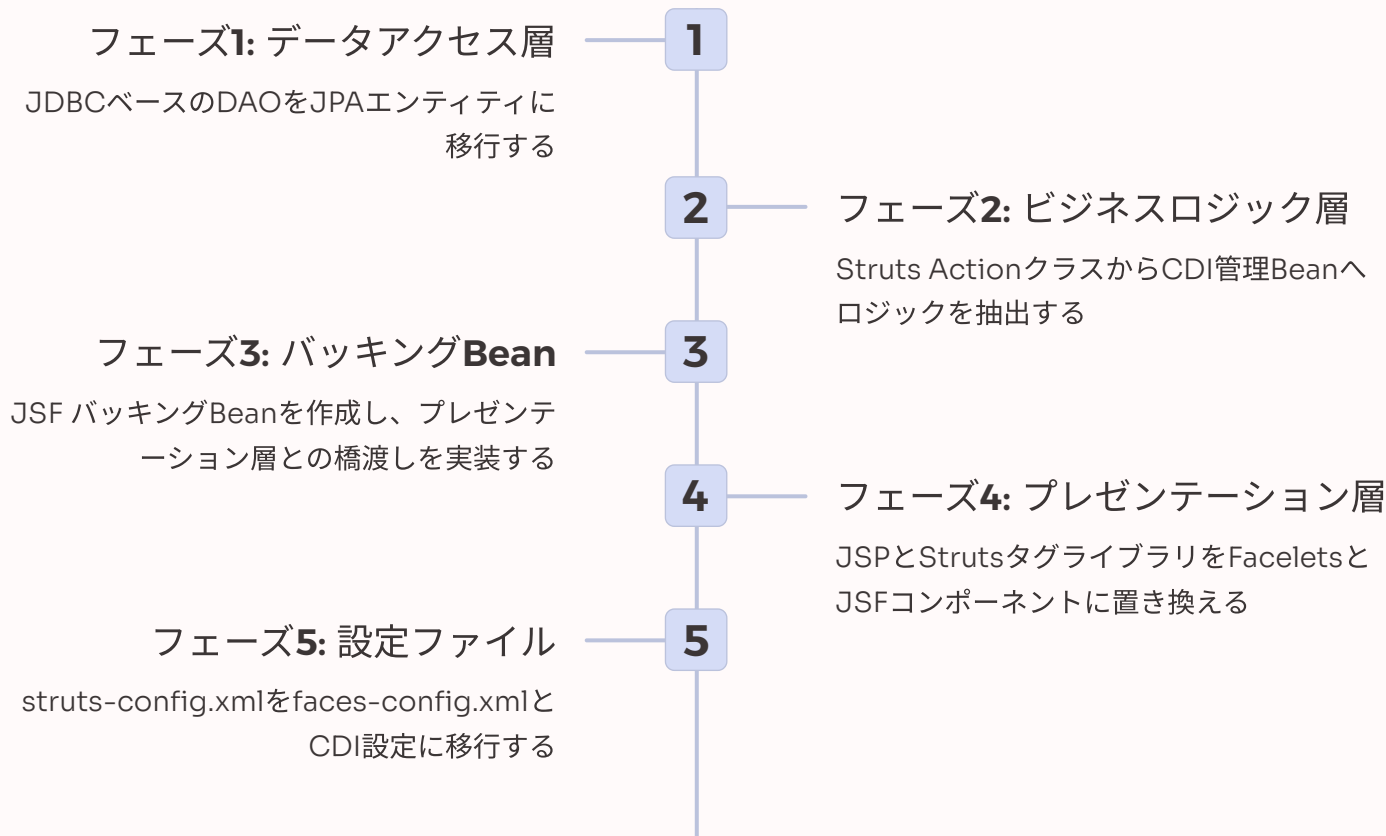 フェーズ1: データアクセス層
1
JDBCベースのDAOをJPAエンティティに
移行する
2
フェーズ2: ビジネスロジック層
Struts ActionクラスからCDI管理Beanへ
ロジックを抽出する
フェーズ3: バッキングBean
3
JSF バッキングBeanを作成し、プレゼンテ
ーション層との橋渡しを実装する
4
フェーズ4: プレゼンテーション層
JSPとStrutsタグライブラリをFaceletsと
JSFコンポーネントに置き換える
フェーズ5: 設定ファイル
5
struts-config.xmlをfaces-config.xmlと
CDI設定に移行する